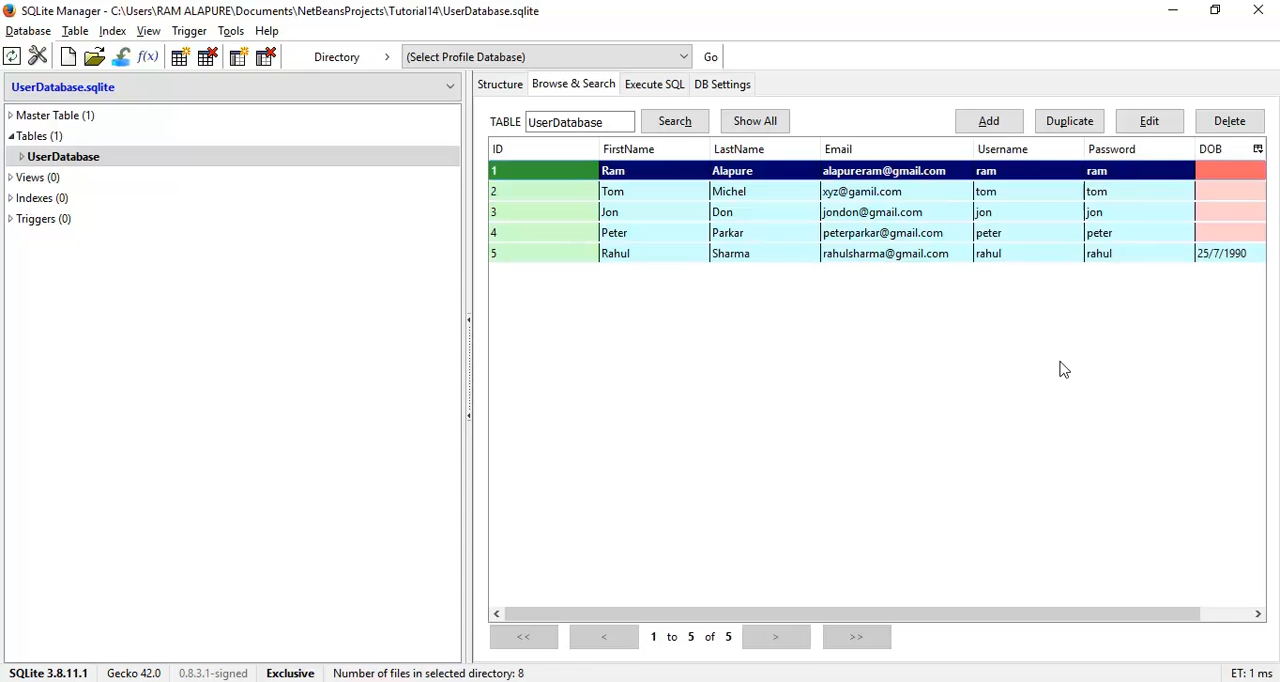 SQLite Manager - C:\Users\RAM ALAPURE\Documents\NetBeansProjects\Tutorial14\UserDatabase.sqlite
Database Table Index View Trigger Tools Help
f(x) Directory > (Select Profile Database) Go
UserDatabase.sqlite
Master Table (1)
Tables (1)
UserDatabase
Views (0)
Indexes (0)
Triggers (0)
Structure Browse & Search Execute SQL DB Settings
TABLE UserDatabase Search Show All Add Duplicate Edit Delete
ID FirstName LastName Email Username Password DOB
1 Ram Alapure alapureram@gmail.com ram ram
2 Tom Michel xyz@gamil.com tom tom
3 Jon Don jondon@gmail.com jon jon
4 Peter Parkar peterparkar@gmail.com peter peter
5 Rahul Sharma rahulsharma@gmail.com rahul rahul 25/7/1990
<< < 1 to 5 of 5 > >>
SQLite 3.8.11.1 Gecko 42.0 0.8.3.1-signed Exclusive Number of files in selected directory: 8 ET: 1 ms